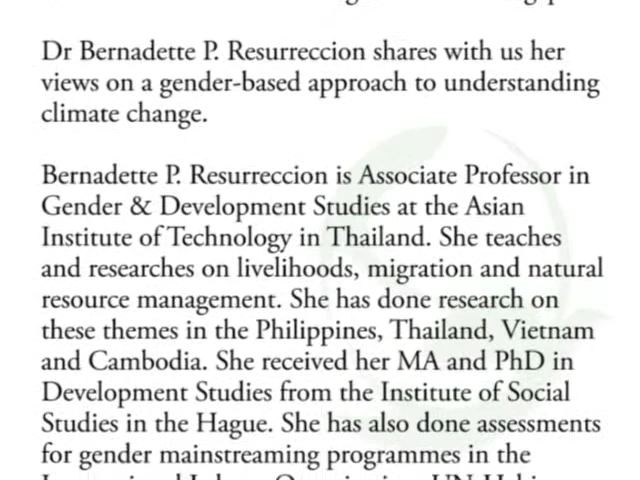 Dr Bernadette P. Resurreccion shares with us her
views on a gender-based approach to understanding
climate change.
Bernadette P. Resurreccion is Associate Professor in
Gender & Development Studies at the Asian
Institute of Technology in Thailand. She teaches
and researches on livelihoods, migration and natural
resource management. She has done research on
these themes in the Philippines, Thailand, Vietnam
and Cambodia. She received her MA and PhD in
Development Studies from the Institute of Social
Studies in the Hague. She has also done assessments
for gender mainstreaming programmes in the